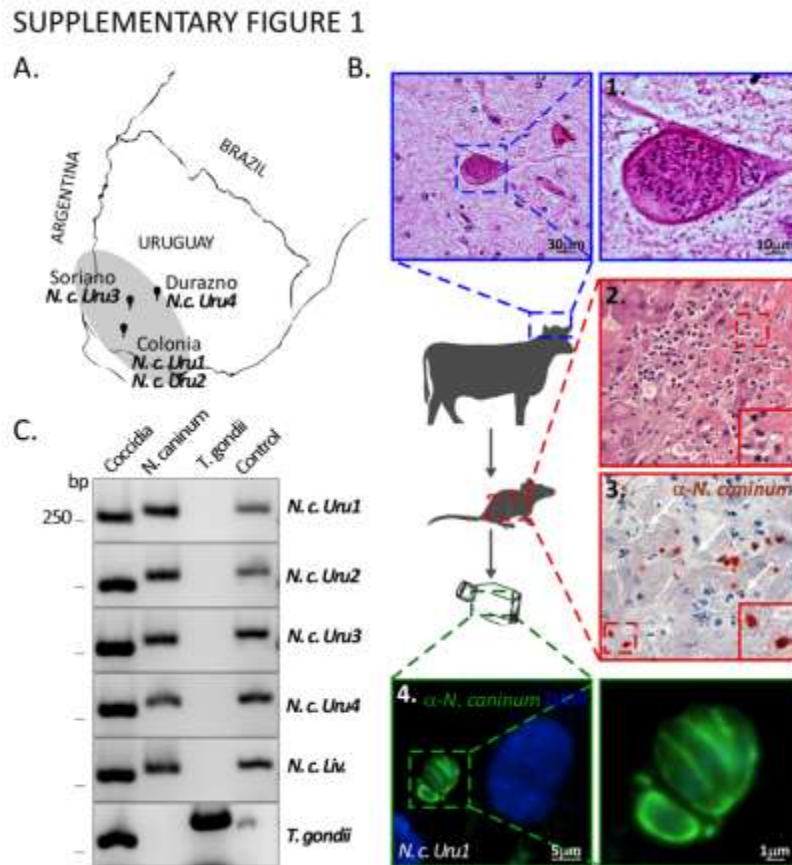 SUPPLEMENTARY FIGURE 1
A.
ARGENTINA
BRAZIL
URUGUAY
Soriano
N. c. Uru3
Durazno
N. c. Uru4
Colonia
N. c. Uru1
N. c. Uru2
B.
30µm
1.
10µm
2.
3.
α-N. caninum
4.
α-N. caninum
N. c. Uru1
5µm
1µm
C.
Coccidia
N. caninum
T. gondii
Control
bp
250
N. c. Uru1
N. c. Uru2
N. c. Uru3
N. c. Uru4
N. c. Liv.
T. gondii